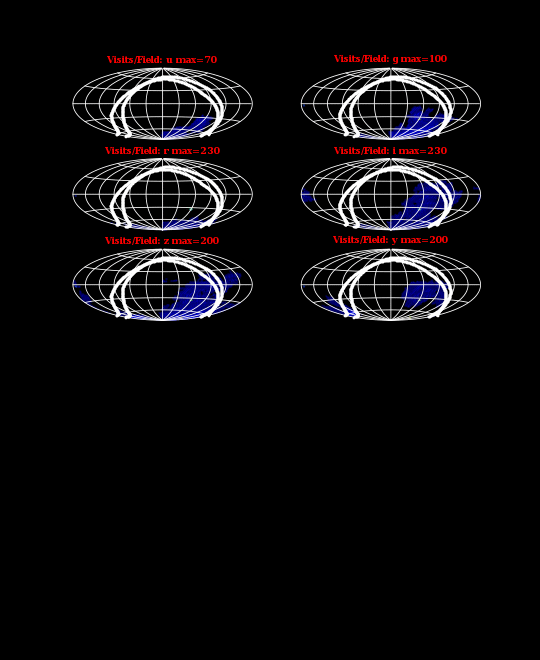 Visits/Field: u max=70
Visits/Field: g max=100
Visits/Field: r max=230
Visits/Field: i max=230
Visits/Field: z max=200
Visits/Field: y max=200